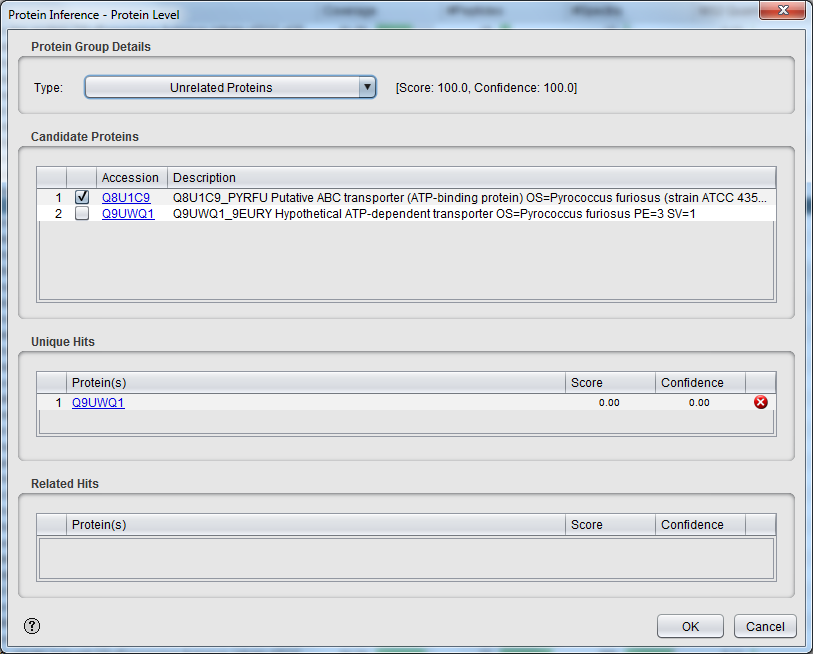 Protein Inference - Protein Level
Protein Group Details
Type: Unrelated Proteins [Score: 100.0, Confidence: 100.0]
Candidate Proteins
Accession Description
1 Q8U1C9 Q8U1C9_PYRFU Putative ABC transporter (ATP-binding protein) OS=Pyrococcus furiosus (strain ATCC 435...
2 Q9UWQ1 Q9UWQ1_9EURY Hypothetical ATP-dependent transporter OS=Pyrococcus furiosus PE=3 SV=1
Unique Hits
Protein(s) Score Confidence
1 Q9UWQ1 0.00 0.00
Related Hits
Protein(s) Score Confidence
? OK Cancel